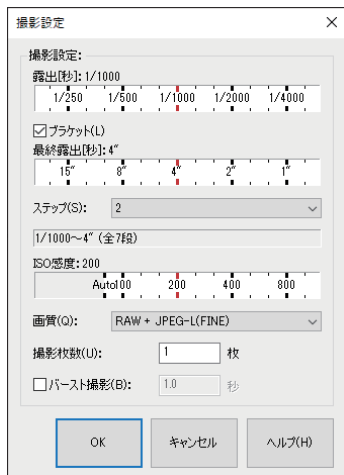 撮影設定
撮影設定:
露出[秒]: 1/1000
1/250 1/500 1/1000 1/2000 1/4000
ブラケット(L)
最終露出[秒]: 4"
15" 8" 4" 2" 1"
ステップ(S): 2
1/1000～4" (全7段)
ISO感度: 200
Auto100 200 400 800
画質(Q): RAW + JPEG-L(FINE)
撮影枚数(U): 1 枚
バースト撮影(B): 1.0 秒
OK キャンセル ヘルプ(H)